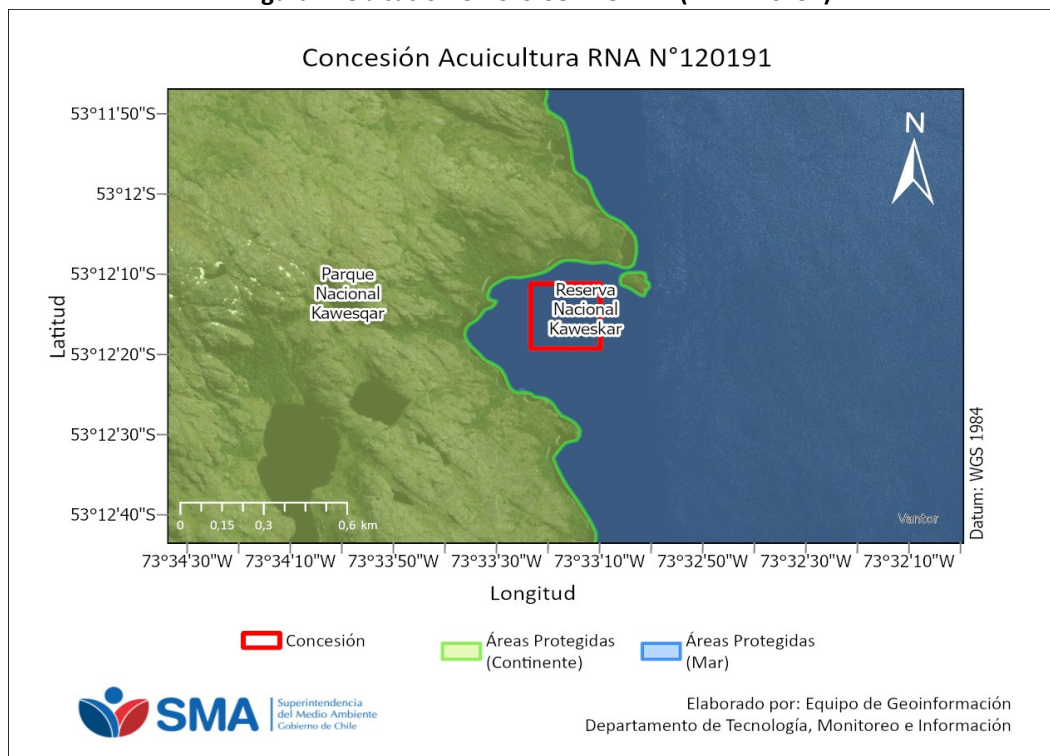 Concesión Acuicultura RNA N°120191
53°11'50"S
53°12'S
53°12'10"S
53°12'20"S
53°12'30"S
53°12'40"S
Latitud
N
Parque
Nacional
Kawesqar
Reserva
Nacional
Kaweskar
0 0,15 0,3 0,6 km
Vantor
Datum: WGS 1984
73°34'30"W 73°34'10"W 73°33'50"W 73°33'30"W 73°33'10"W 73°32'50"W 73°32'30"W 73°32'10"W
Longitud
Concesión
Áreas Protegidas
(Continente)
Áreas Protegidas
(Mar)
SMA
Superintendencia
del Medio Ambiente
Gobierno de Chile
Elaborado por: Equipo de Geoinformación
Departamento de Tecnología, Monitoreo e Información